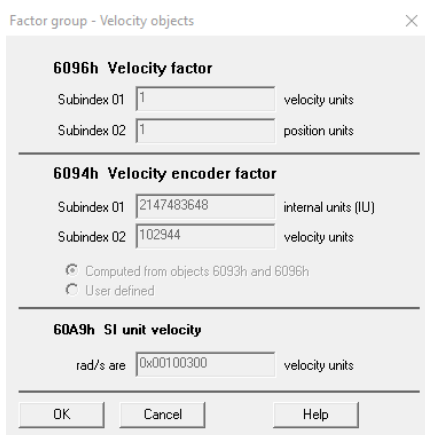 Factor group - Velocity objects
6096h Velocity factor
Subindex 01 1 velocity units
Subindex 02 1 position units
6094h Velocity encoder factor
Subindex 01 2147483648 internal units (IU)
Subindex 02 102944 velocity units
Computed from objects 6093h and 6096h
User defined
60A9h SI unit velocity
rad/s are 0x00100300 velocity units
OK Cancel Help